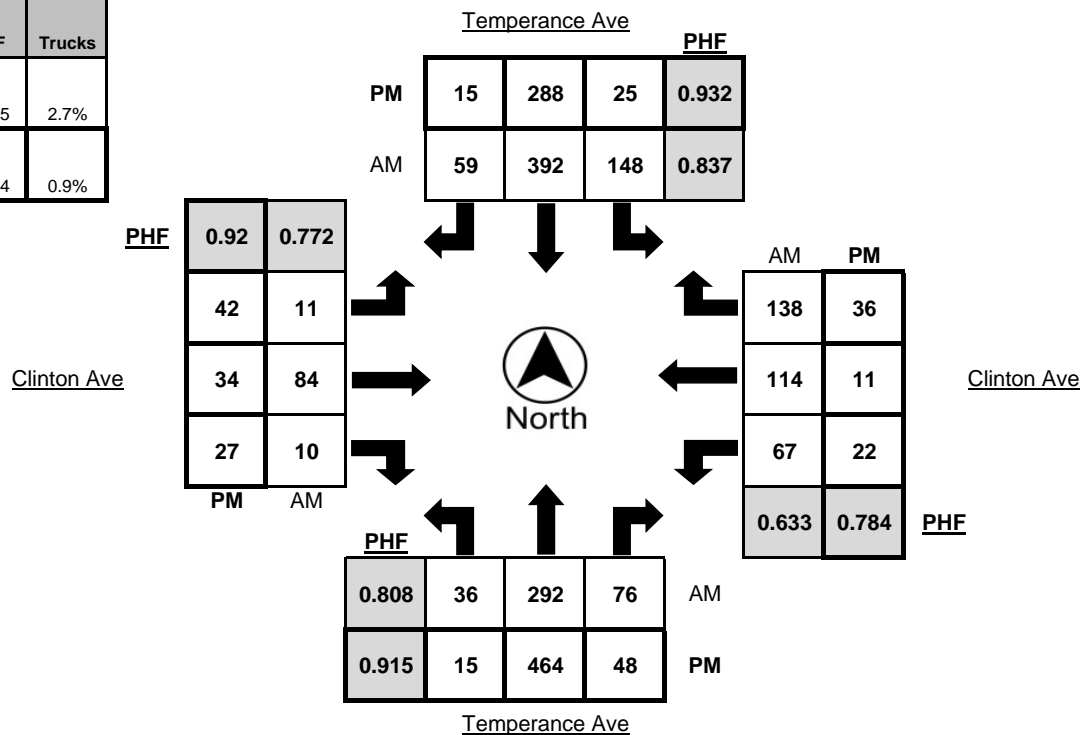 Temperance Ave
PHF
Trucks
PM 15 288 25 0.932
2.7%
AM 59 392 148 0.837
0.9%
PHF 0.92 0.772
AM PM
42 11
138 36
Clinton Ave 34 84
114 11 Clinton Ave
North
27 10
67 22
PM AM
0.633 0.784 PHF
PHF
0.808 36 292 76 AM
0.915 15 464 48 PM
Temperance Ave